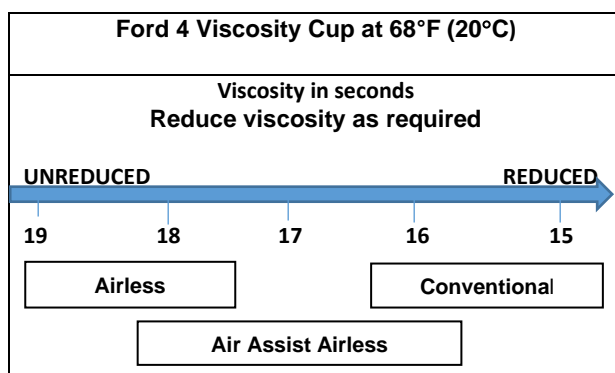 Ford 4 Viscosity Cup at 68°F (20°C)
Viscosity in seconds
Reduce viscosity as required
UNREDUCED REDUCED
19 18 17 16 15
Airless Conventional
Air Assist Airless